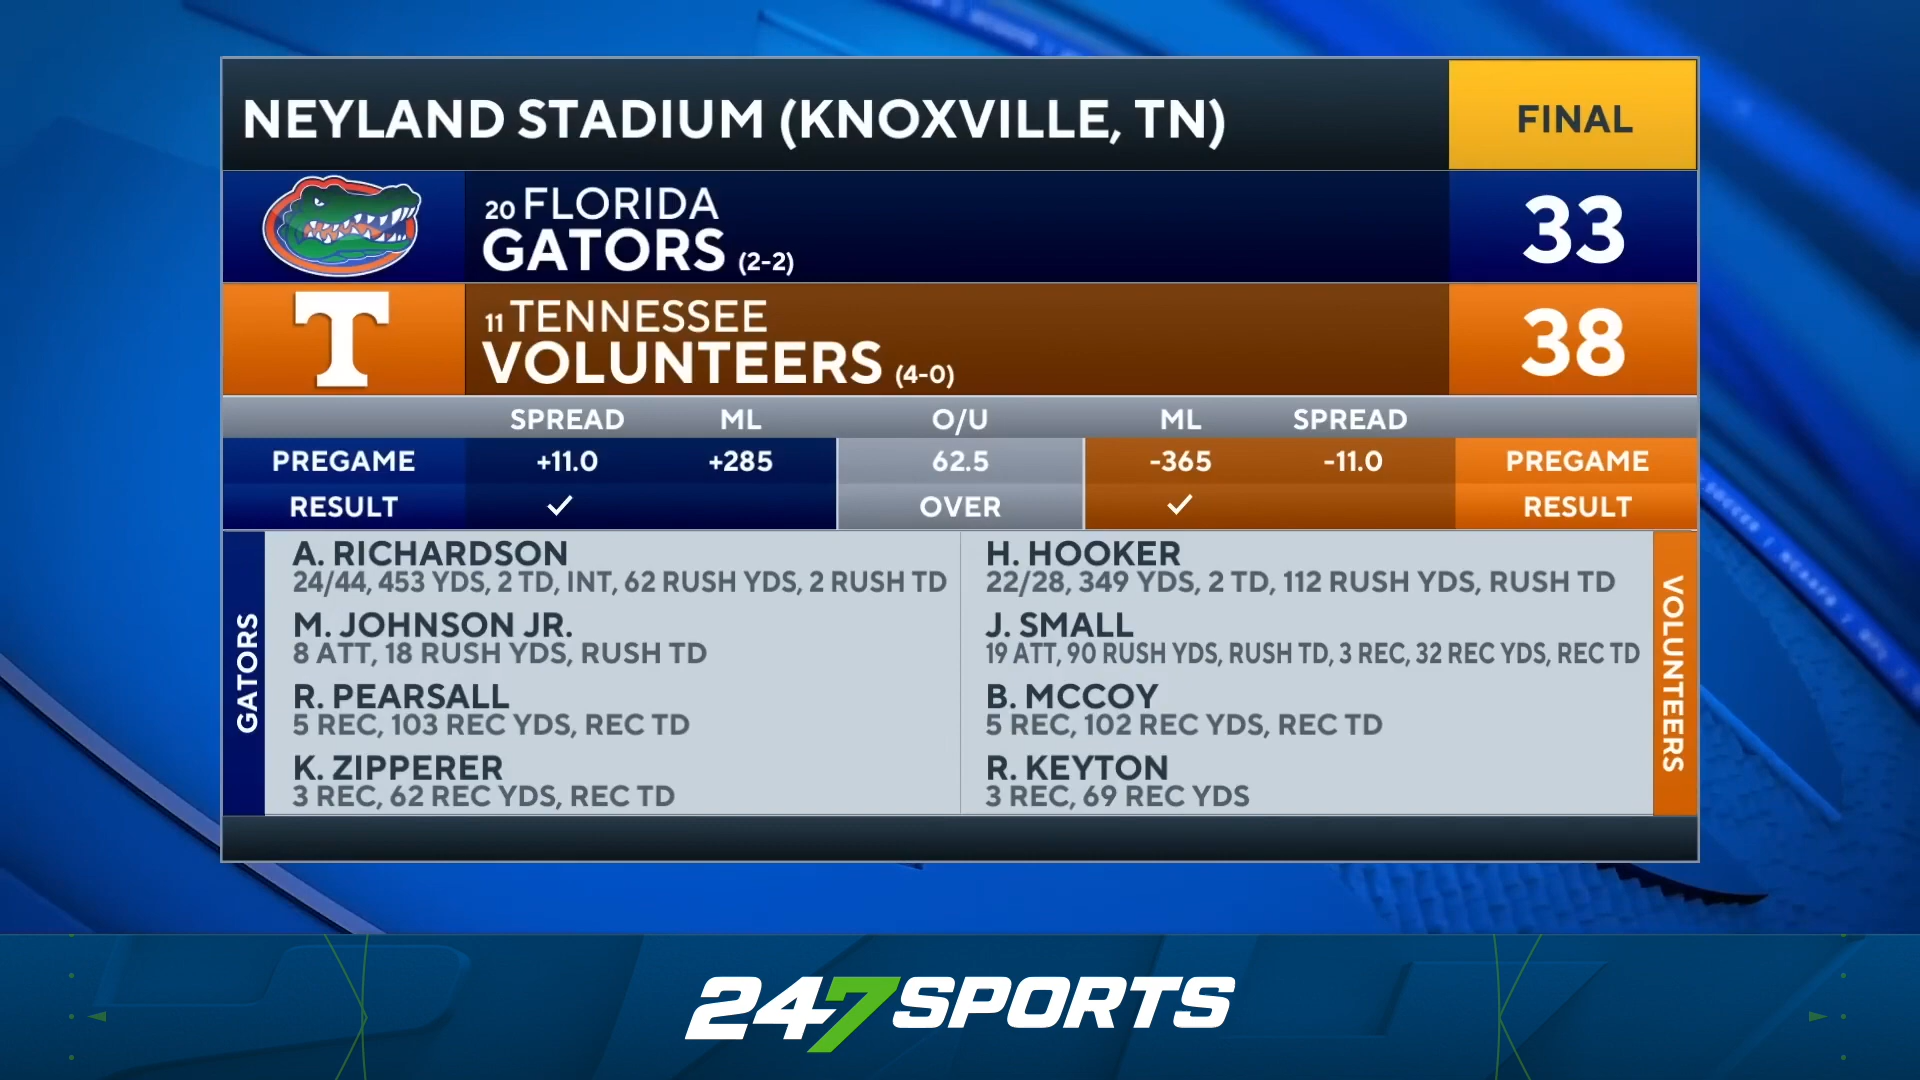 NEYLAND STADIUM (KNOXVILLE, TN)
FINAL
20 FLORIDA
GATORS (2-2)
33
T
11 TENNESSEE
VOLUNTEERS (4-0)
38
SPREAD ML O/U ML SPREAD
PREGAME +11.0 +285 62.5 -365 -11.0 PREGAME
RESULT ✓ OVER ✓ RESULT
GATORS
A. RICHARDSON
24/44, 453 YDS, 2 TD, INT, 62 RUSH YDS, 2 RUSH TD
M. JOHNSON JR.
8 ATT, 18 RUSH YDS, RUSH TD
R. PEARSALL
5 REC, 103 REC YDS, REC TD
K. ZIPPERER
3 REC, 62 REC YDS, REC TD
H. HOOKER
22/28, 349 YDS, 2 TD, 112 RUSH YDS, RUSH TD
J. SMALL
19 ATT, 90 RUSH YDS, RUSH TD, 3 REC, 32 REC YDS, REC TD
B. MCCOY
5 REC, 102 REC YDS, REC TD
R. KEYTON
3 REC, 69 REC YDS
VOLUNTEERS
247SPORTS